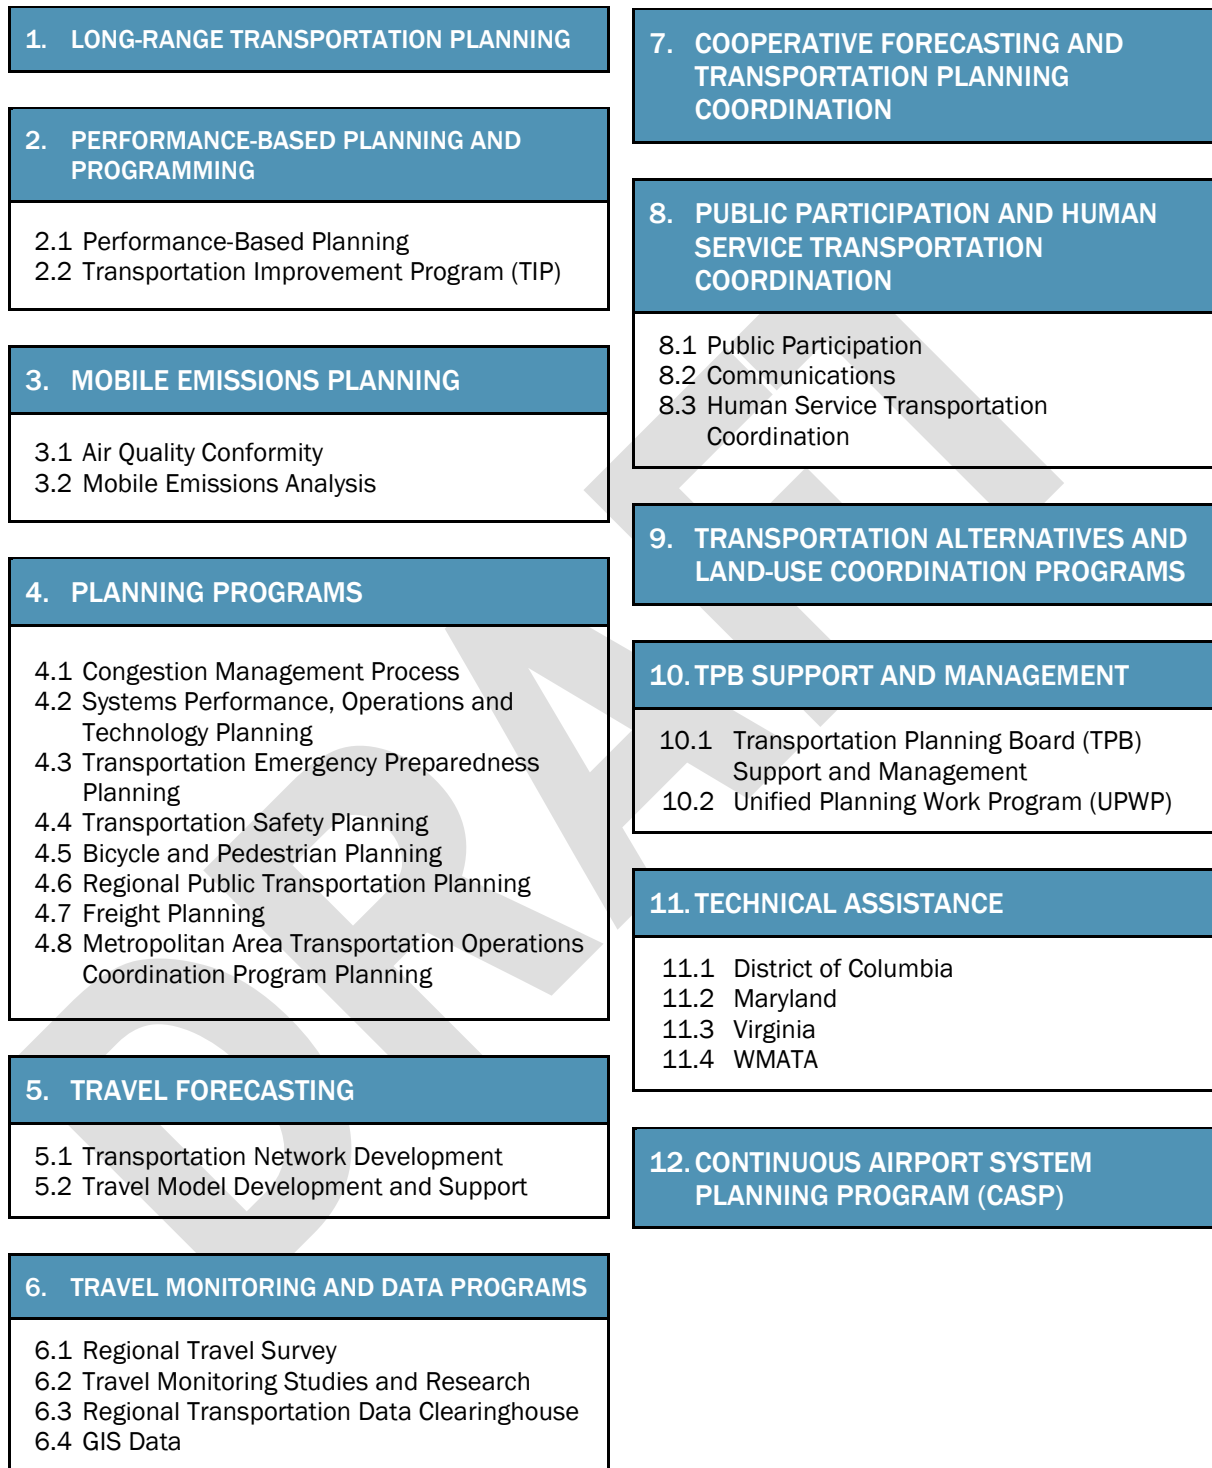 1. LONG-RANGE TRANSPORTATION PLANNING
2. PERFORMANCE-BASED PLANNING AND
PROGRAMMING
2.1 Performance-Based Planning
2.2 Transportation Improvement Program (TIP)
3. MOBILE EMISSIONS PLANNING
3.1 Air Quality Conformity
3.2 Mobile Emissions Analysis
4. PLANNING PROGRAMS
4.1 Congestion Management Process
4.2 Systems Performance, Operations and
Technology Planning
4.3 Transportation Emergency Preparedness
Planning
4.4 Transportation Safety Planning
4.5 Bicycle and Pedestrian Planning
4.6 Regional Public Transportation Planning
4.7 Freight Planning
4.8 Metropolitan Area Transportation Operations
Coordination Program Planning
5. TRAVEL FORECASTING
5.1 Transportation Network Development
5.2 Travel Model Development and Support
6. TRAVEL MONITORING AND DATA PROGRAMS
6.1 Regional Travel Survey
6.2 Travel Monitoring Studies and Research
6.3 Regional Transportation Data Clearinghouse
6.4 GIS Data
7. COOPERATIVE FORECASTING AND
TRANSPORTATION PLANNING
COORDINATION
8. PUBLIC PARTICIPATION AND HUMAN
SERVICE TRANSPORTATION
COORDINATION
8.1 Public Participation
8.2 Communications
8.3 Human Service Transportation
Coordination
9. TRANSPORTATION ALTERNATIVES AND
LAND-USE COORDINATION PROGRAMS
10. TPB SUPPORT AND MANAGEMENT
10.1 Transportation Planning Board (TPB)
Support and Management
10.2 Unified Planning Work Program (UPWP)
11. TECHNICAL ASSISTANCE
11.1 District of Columbia
11.2 Maryland
11.3 Virginia
11.4 WMATA
12. CONTINUOUS AIRPORT SYSTEM
PLANNING PROGRAM (CASP)
DRAFT